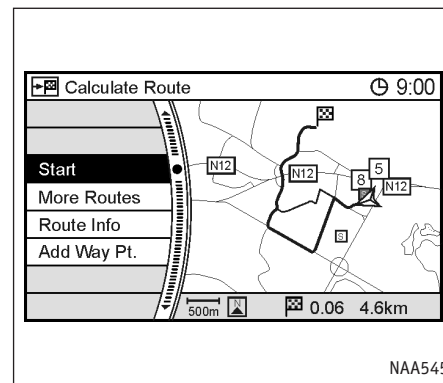 Calculate Route 9:00
Start
More Routes
Route Info
Add Way Pt.
N12
N12
8
5
N12
S
500m N 0.06 4.6km
NAA545